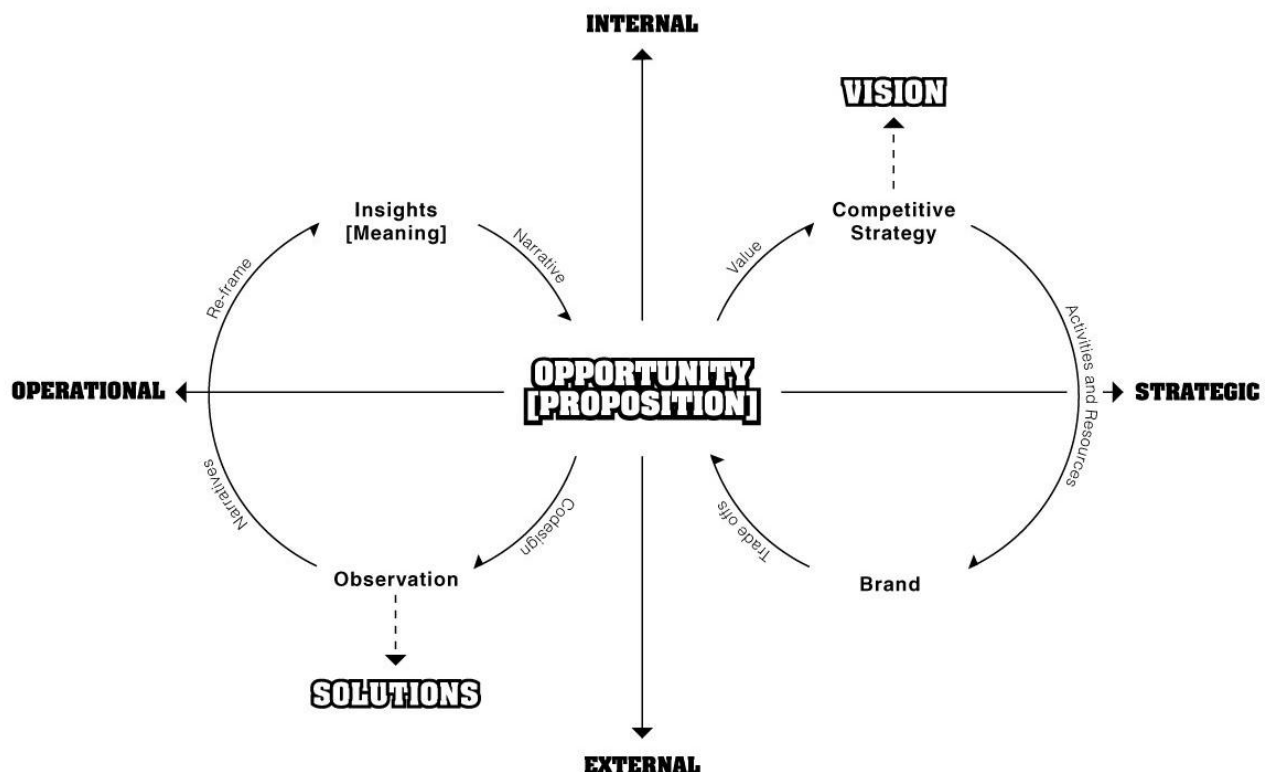 INTERNAL
VISION
Insights
[Meaning]
Narrative
Competitive
Strategy
Value
Re-frame
Activities and Resources
OPERATIONAL
OPPORTUNITY
[PROPOSITION]
STRATEGIC
Narratives
Codesign
Trade offs
Observation
Brand
SOLUTIONS
EXTERNAL